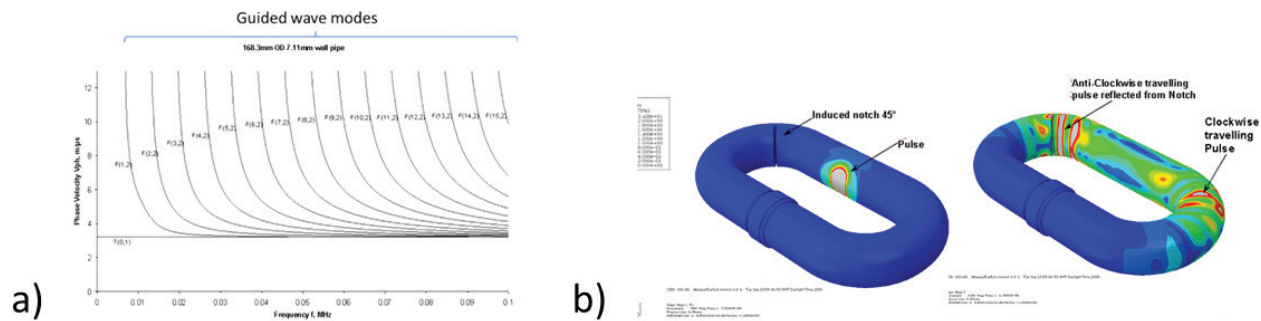 Guided wave modes
168.3mm OD 7.11mm wall pipe
Phase Velocity Vph, m/ps
12
10
8
6
4
2
0
F(1,2)
F(2,2)
F(3,2)
F(4,2)
F(5,2)
F(6,2)
F(7,2)
F(8,2)
F(9,2)
F(10,2)
F(11,2)
F(12,2)
F(13,2)
F(14,2)
F(15,2)
T(0,1)
0
0.01
0.02
0.03
0.04
0.05
0.06
0.07
0.08
0.09
0.1
Frequency f, MHz
a)
Induced notch 45°
Pulse
Anti-Clockwise travelling
pulse reflected from Notch
Clockwise
travelling
Pulse
b)